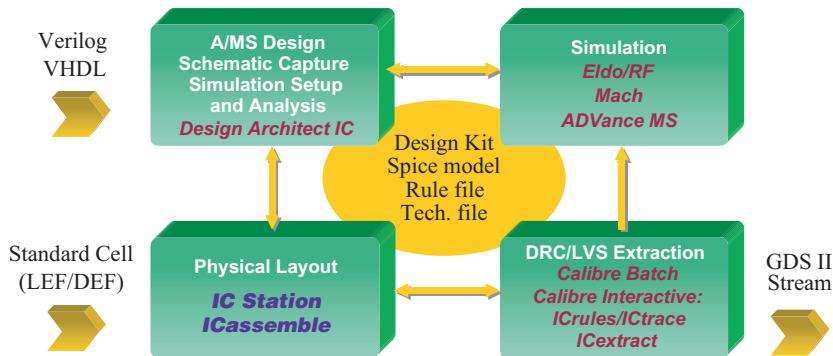 Verilog
VHDL
A/MS Design
Schematic Capture
Simulation Setup
and Analysis
Design Architect IC
Simulation
Eldo/RF
Mach
ADVance MS
Design Kit
Spice model
Rule file
Tech. file
Standard Cell
(LEF/DEF)
Physical Layout
IC Station
ICassemble
DRC/LVS Extraction
Calibre Batch
Calibre Interactive:
ICrules/ICtrace
ICextract
GDS II
Stream